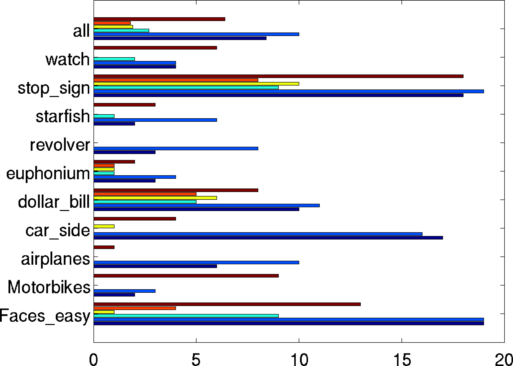 all
watch
stop_sign
starfish
revolver
euphonium
dollar_bill
car_side
airplanes
Motorbikes
Faces_easy
0 5 10 15 20